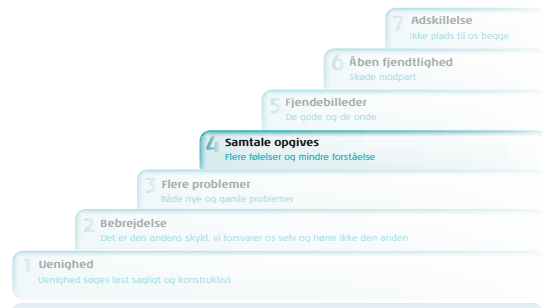 7 Adskillelse
Ikke plads til os begge
6 Åben fjendtlighed
Skade modpart
5 Fjendebilleder
De gode og de onde
4 Samtale opgives
Flere følelser og mindre forståelse
3 Flere problemer
Både nye og gamle problemer
2 Bebrejdelse
Det er den andens skyld, vi forsvarer os selv og hører ikke den anden
1 Uenighed
Uenighed søges løst sagligt og konstruktivt